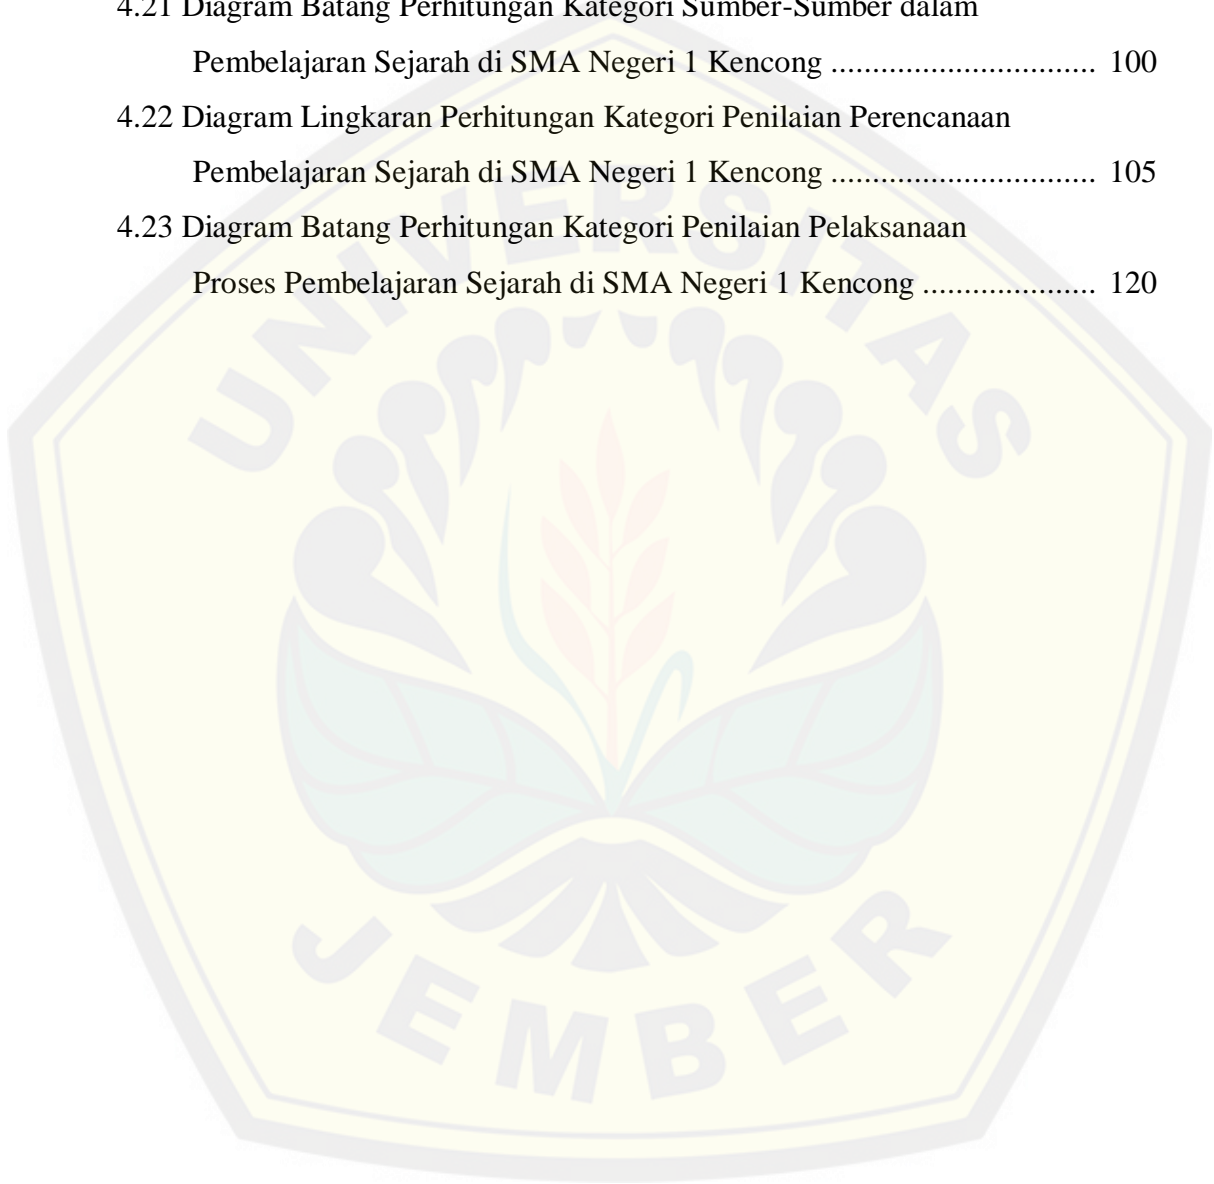 4.21 Diagram Batang Perhitungan Kategori Sumber-Sumber dalam
Pembelajaran Sejarah di SMA Negeri 1 Kencong ................................ 100
4.22 Diagram Lingkaran Perhitungan Kategori Penilaian Perencanaan
Pembelajaran Sejarah di SMA Negeri 1 Kencong ................................ 105
4.23 Diagram Batang Perhitungan Kategori Penilaian Pelaksanaan
Proses Pembelajaran Sejarah di SMA Negeri 1 Kencong ..................... 120
UNIVERSITAS
JEMBER